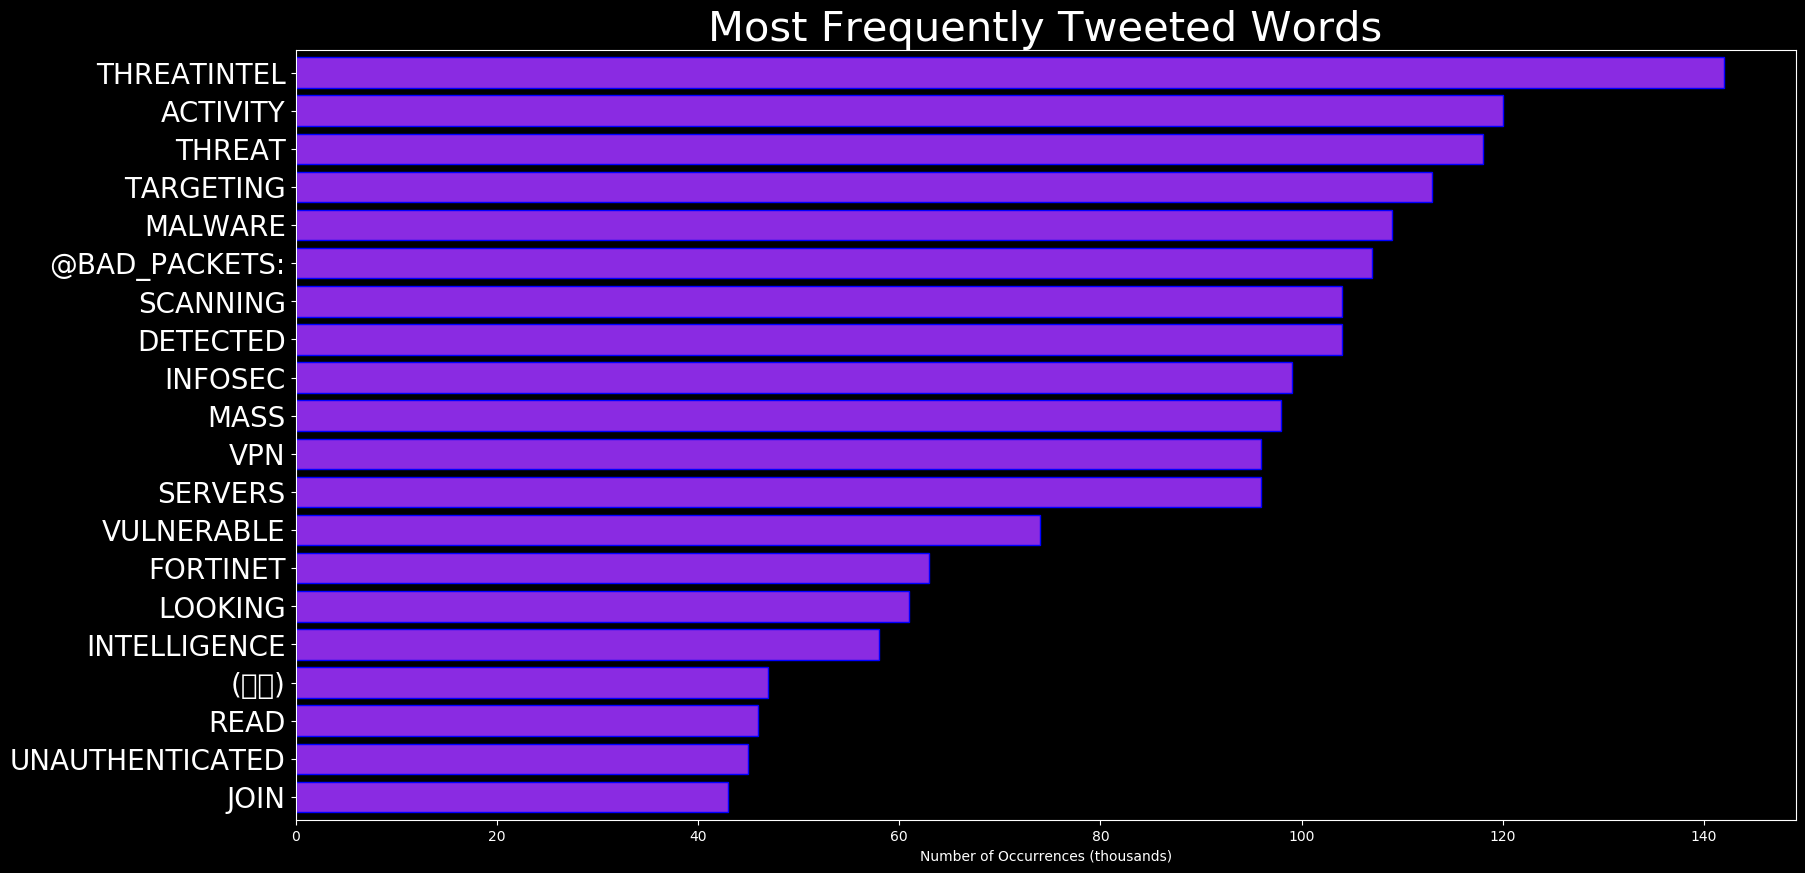 Most Frequently Tweeted Words
THREATINTEL
ACTIVITY
THREAT
TARGETING
MALWARE
@BAD_PACKETS:
SCANNING
DETECTED
INFOSEC
MASS
VPN
SERVERS
VULNERABLE
FORTINET
LOOKING
INTELLIGENCE
(▯▯)
READ
UNAUTHENTICATED
JOIN
0 20 40 60 80 100 120 140
Number of Occurrences (thousands)